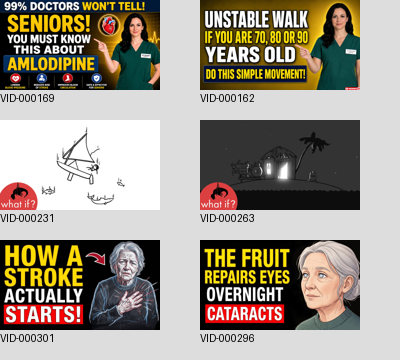 99% DOCTORS WON'T TELL!
SENIORS!
YOU MUST KNOW
THIS ABOUT
AMLODIPINE
VID-000169
UNSTABLE WALK
IF YOU ARE 70, 80 OR 90
YEARS OLD
DO THIS SIMPLE MOVEMENT!
VID-000162
what if?
VID-000231
what if?
VID-000263
HOW A
STROKE
ACTUALLY
STARTS!
VID-000301
THE FRUIT
REPAIRS EYES
OVERNIGHT
CATARACTS
VID-000296